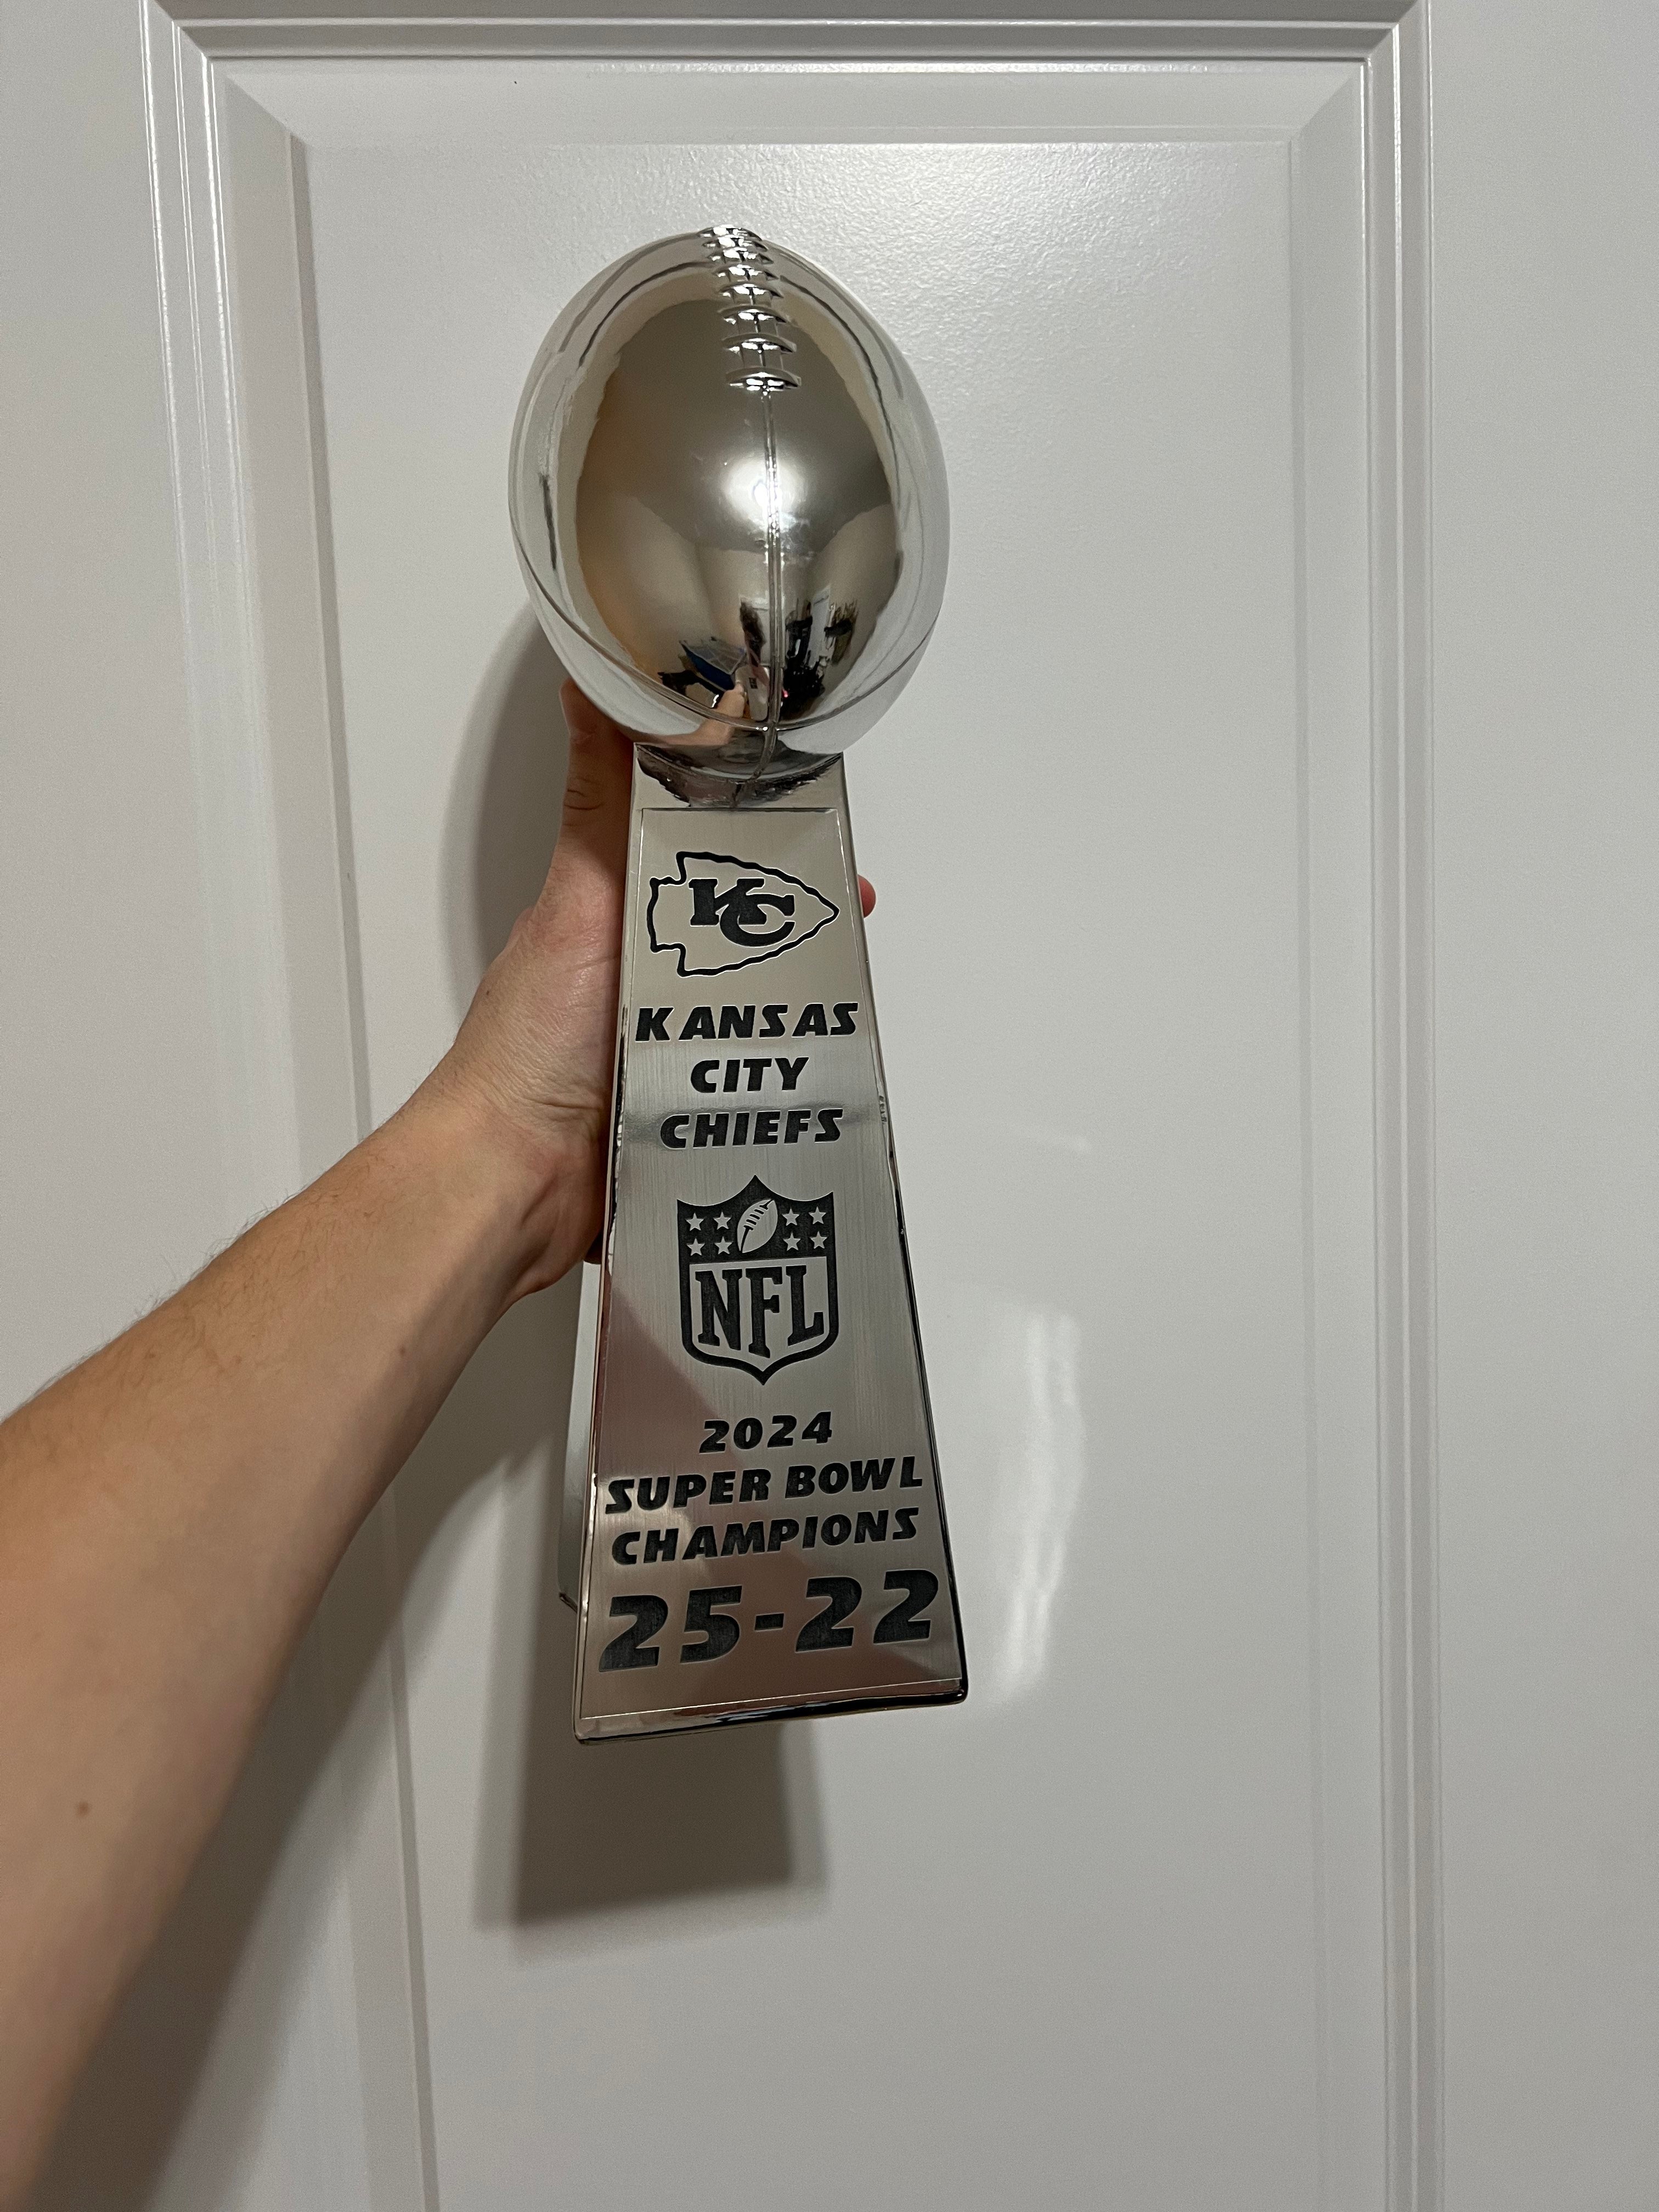 KC
KANSAS
CITY
CHIEFS
NFL
2024
SUPER BOWL
CHAMPIONS
25-22